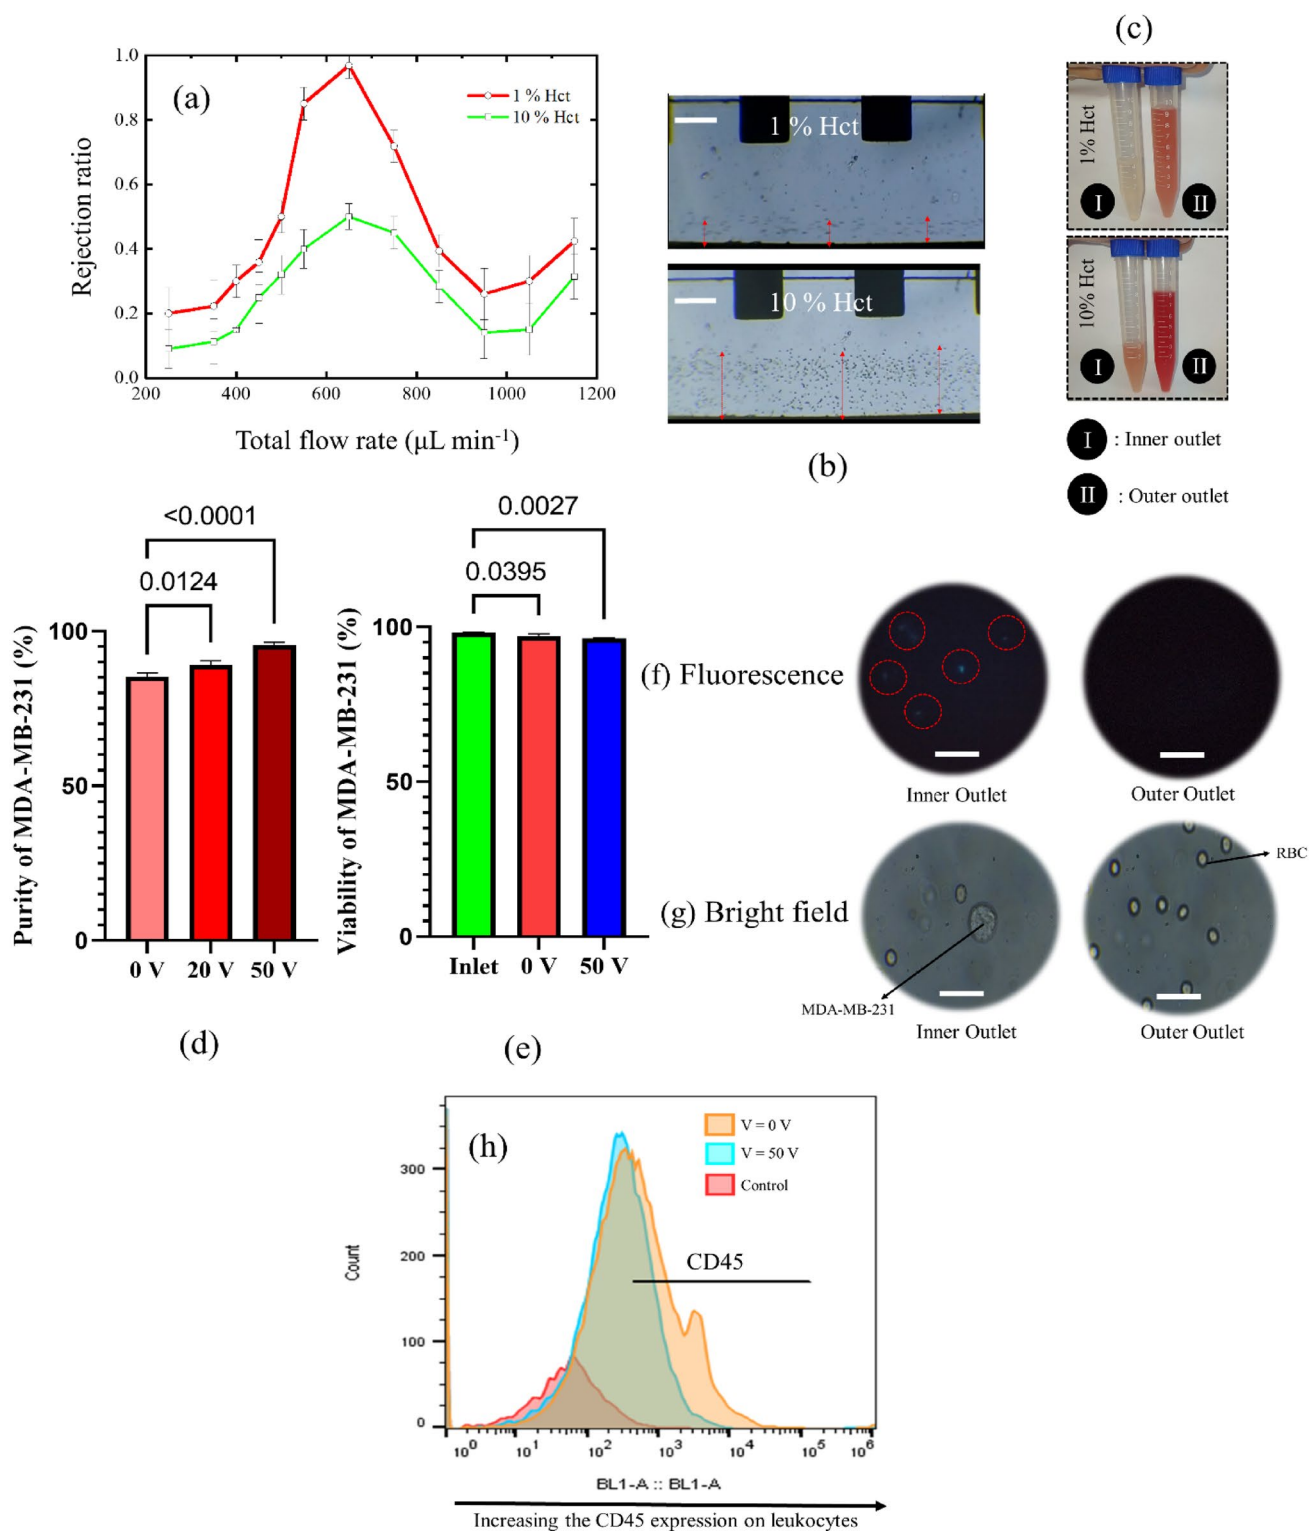 (a)
1 % Hct
10 % Hct
1.0
0.8
0.6
0.4
0.2
0.0
200
400
600
800
1000
1200
Rejection ratio
Total flow rate (μL min⁻¹)
1 % Hct
10 % Hct
(b)
(c)
1% Hct
I
II
10% Hct
I
II
I : Inner outlet
II : Outer outlet
<0.0001
0.0124
100
50
0
Purity of MDA-MB-231 (%)
0 V
20 V
50 V
(d)
0.0027
0.0395
100
50
0
Viability of MDA-MB-231 (%)
Inlet
0 V
50 V
(e)
(f) Fluorescence
Inner Outlet
Outer Outlet
(g) Bright field
RBC
MDA-MB-231
Inner Outlet
Outer Outlet
(h)
V = 0 V
V = 50 V
Control
CD45
300
200
100
0
Count
10⁰
10¹
10²
10³
10⁴
10⁵
10⁶
BL1-A :: BL1-A
Increasing the CD45 expression on leukocytes